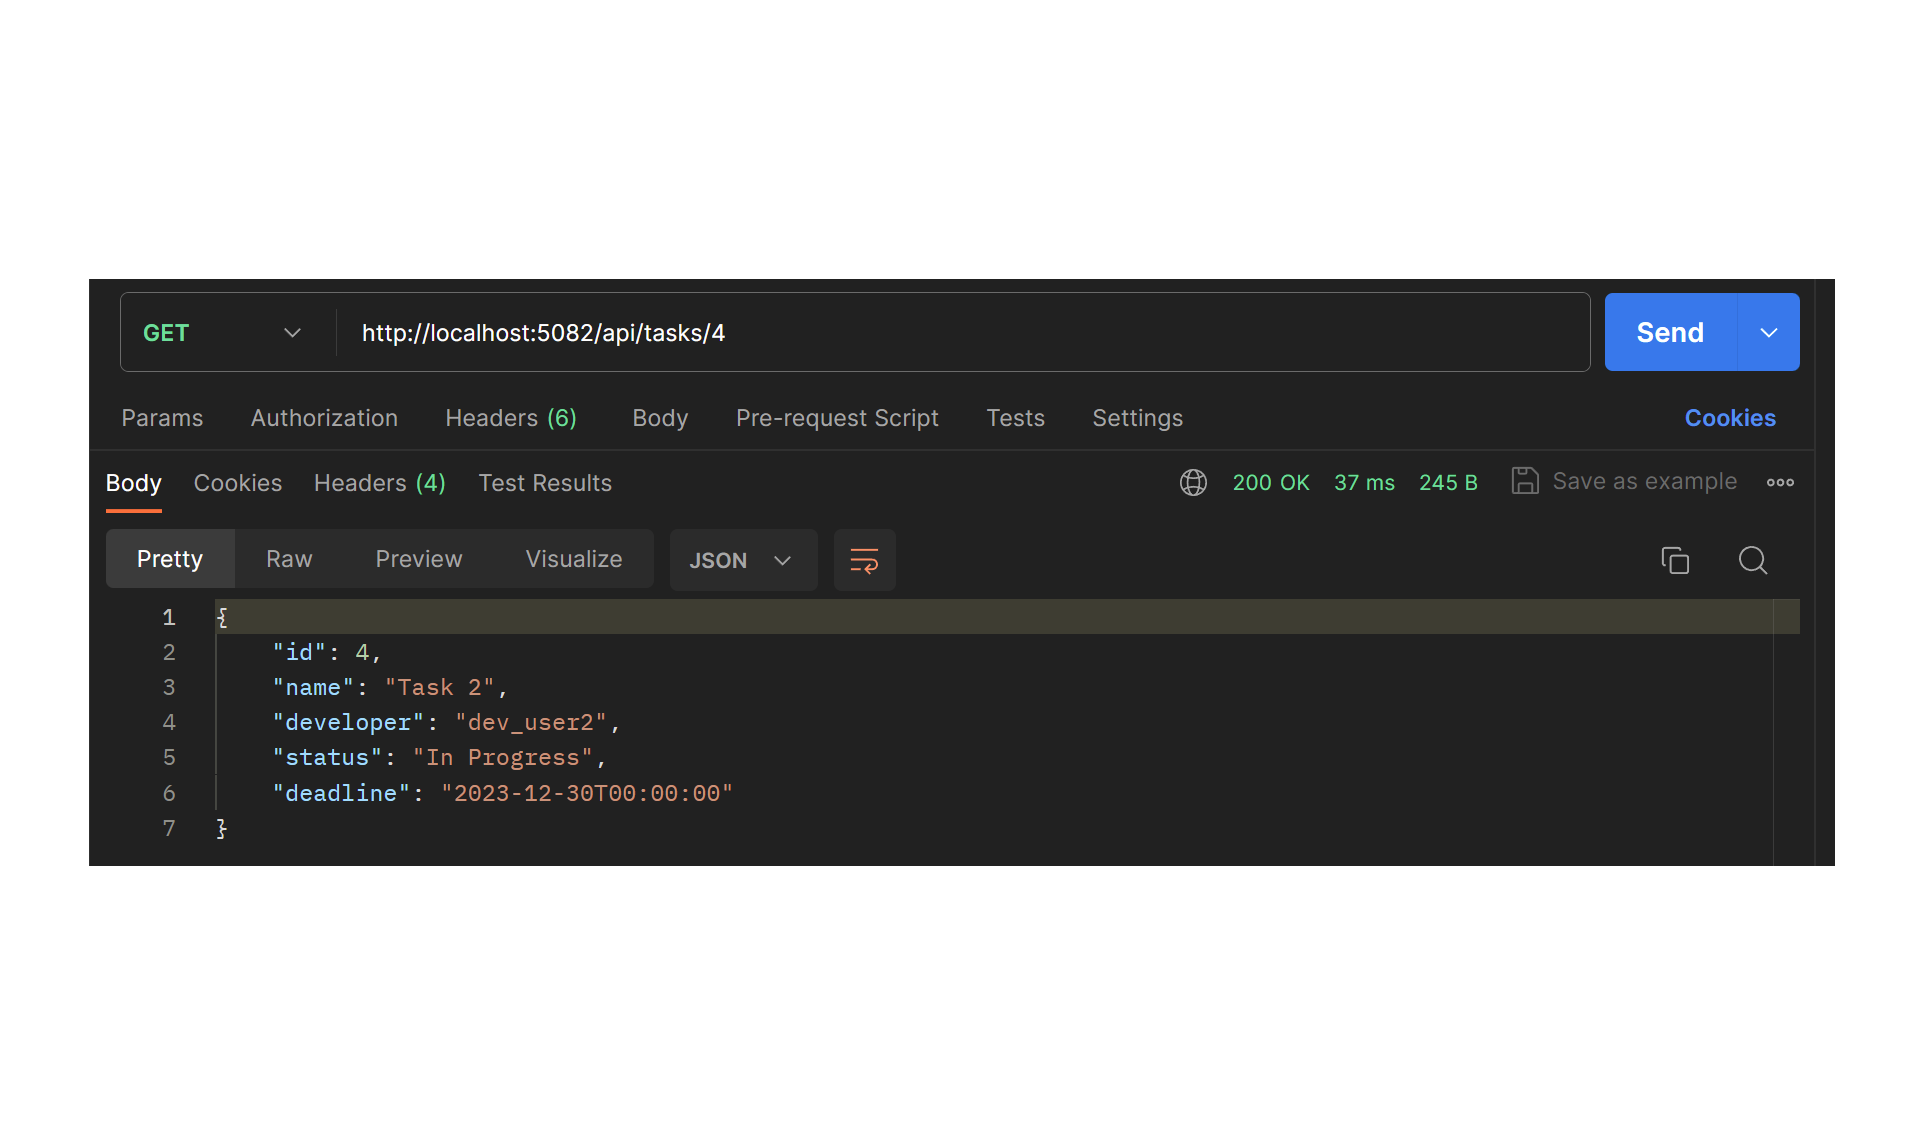 GET http://localhost:5082/api/tasks/4 Send
Params Authorization Headers (6) Body Pre-request Script Tests Settings Cookies
Body Cookies Headers (4) Test Results 200 OK 37 ms 245 B Save as example
Pretty Raw Preview Visualize JSON
1 {
2 "id": 4,
3 "name": "Task 2",
4 "developer": "dev_user2",
5 "status": "In Progress",
6 "deadline": "2023-12-30T00:00:00"
7 }